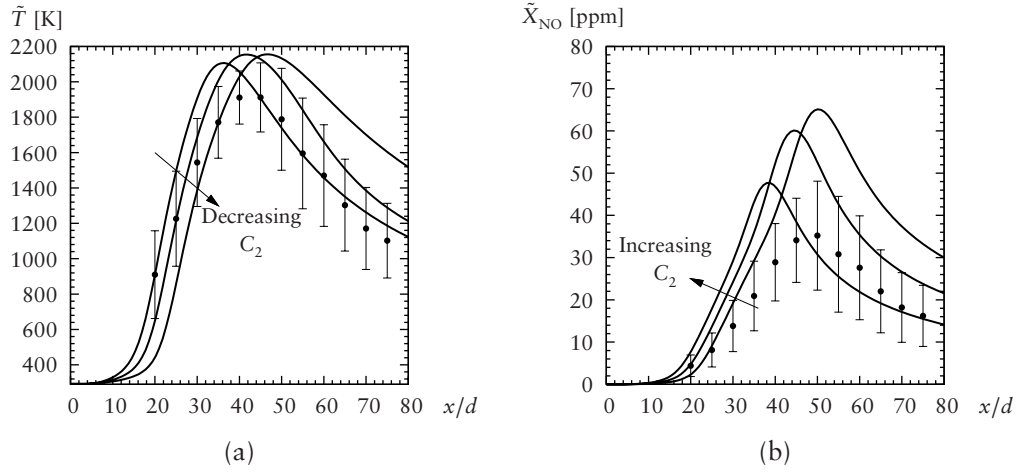 T̃ [K]
2200
2000
1800
1600
1400
1200
1000
800
600
400
0 10 20 30 40 50 60 70 80 x/d
Decreasing
C₂
(a)
X̃NO [ppm]
80
70
60
50
40
30
20
10
0
0 10 20 30 40 50 60 70 80 x/d
Increasing
C₂
(b)